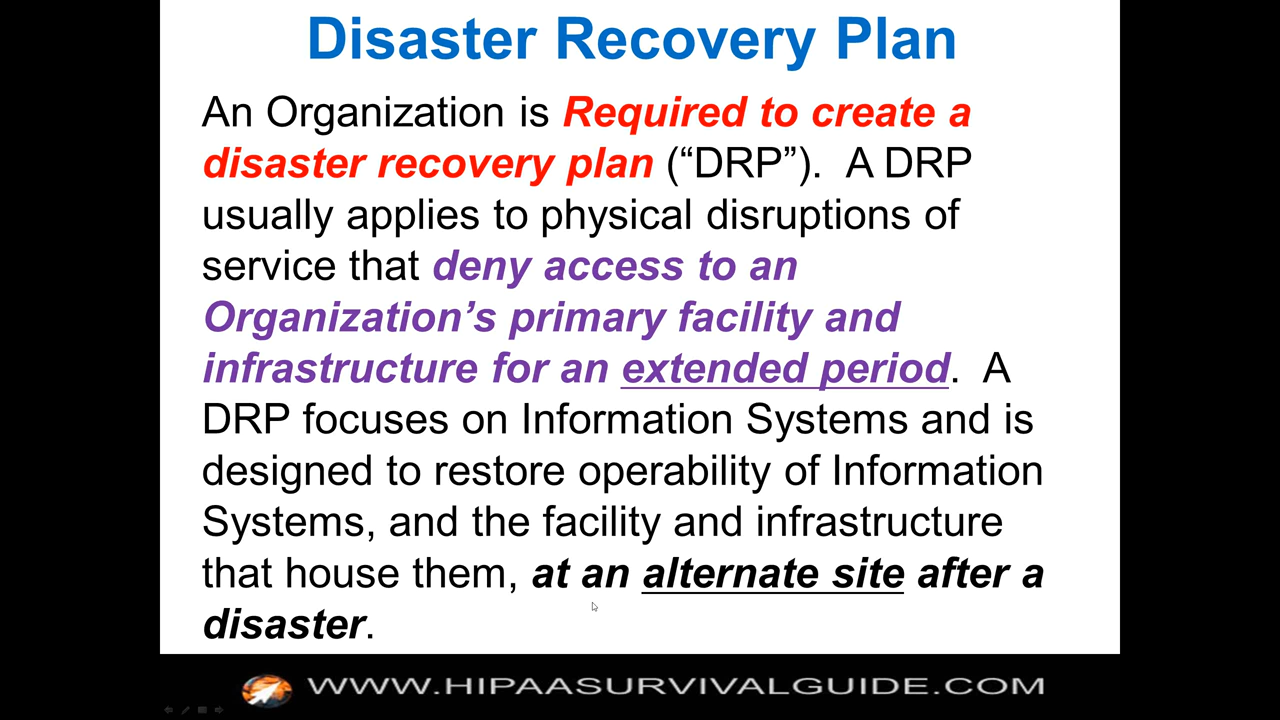 Disaster Recovery Plan
An Organization is Required to create a
disaster recovery plan (“DRP”).  A DRP
usually applies to physical disruptions of
service that deny access to an
Organization’s primary facility and
infrastructure for an extended period.  A
DRP focuses on Information Systems and is
designed to restore operability of Information
Systems, and the facility and infrastructure
that house them, at an alternate site after a
disaster.
WWW.HIPAASURVIVALGUIDE.COM